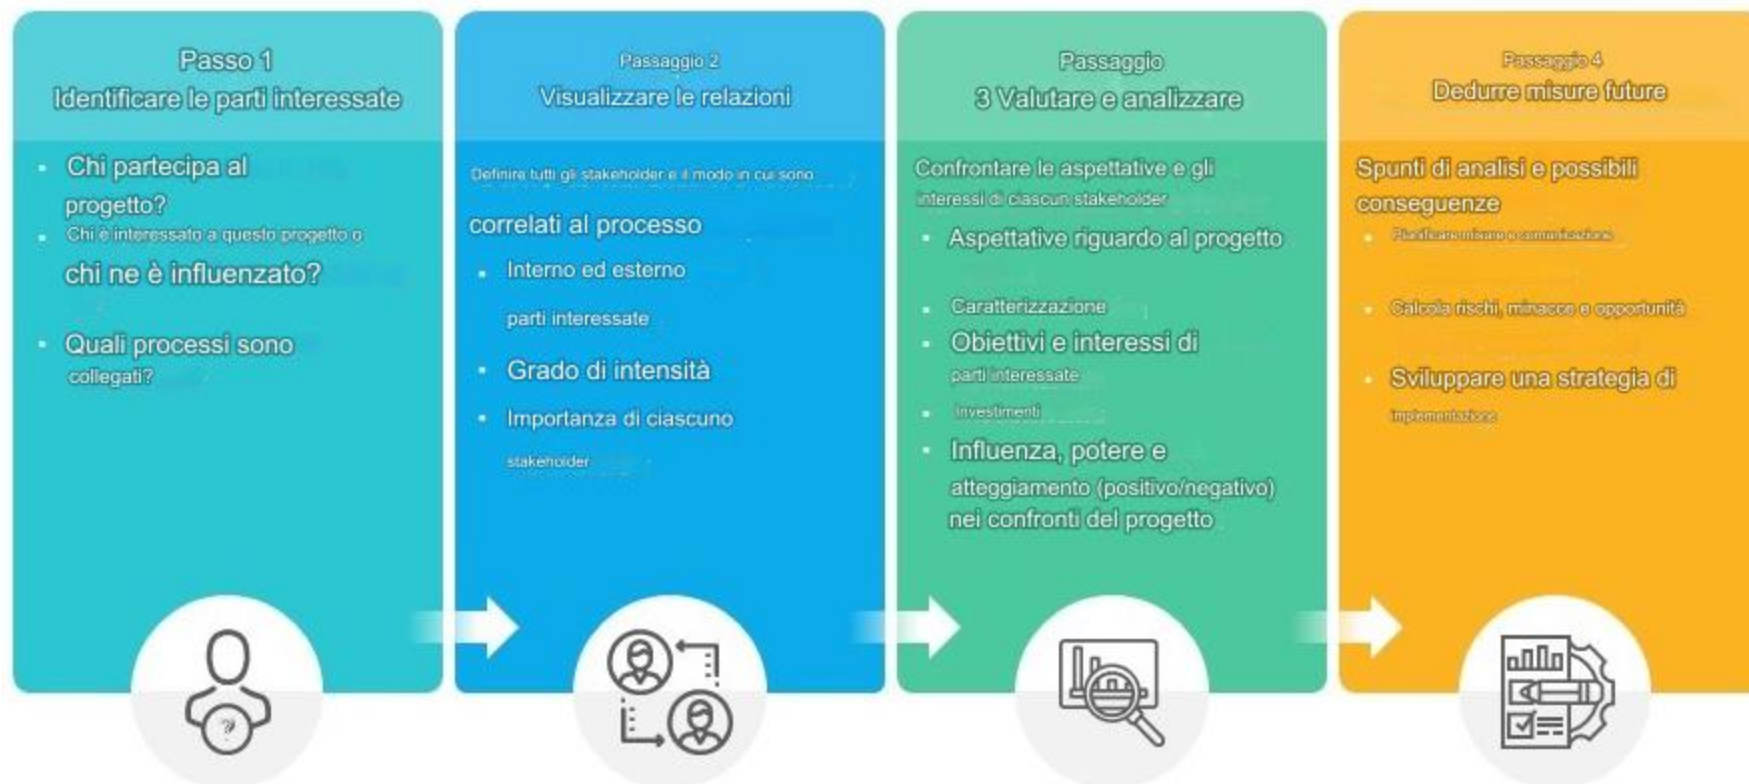 Passo 1
Identificare le parti interessate
• Chi partecipa al
progetto?
• Chi è interessato a questo progetto o
chi ne è influenzato?
• Quali processi sono
collegati?
Passaggio 2
Visualizzare le relazioni
Definire tutti gli stakeholder e il modo in cui sono
correlati al processo
• Interno ed esterno
parti interessate
• Grado di intensità
• Importanza di ciascuno
stakeholder
Passaggio
3 Valutare e analizzare
Confrontare le aspettative e gli
interessi di ciascun stakeholder
• Aspettative riguardo al progetto
• Caratterizzazione
• Obiettivi e interessi di
parti interessate
• Investimenti
• Influenza, potere e
atteggiamento (positivo/negativo)
nei confronti del progetto
Passaggio 4
Dedurre misure future
Spunti di analisi e possibili
conseguenze
• Pianificare misure e comunicazione
• Calcola rischi, minacce e opportunità
• Sviluppare una strategia di
implementazione
?